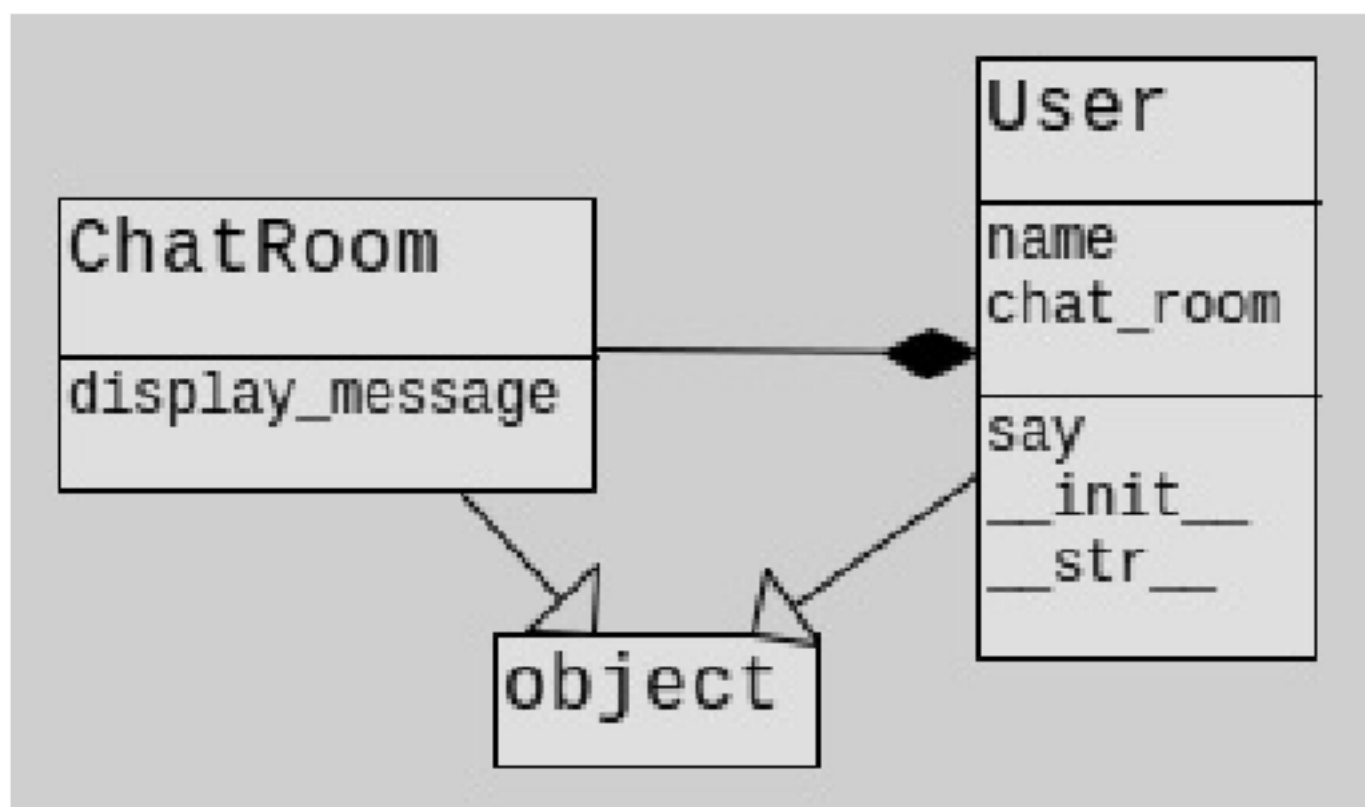 ChatRoom
display_message
User
name
chat_room
say
__init__
__str__
object